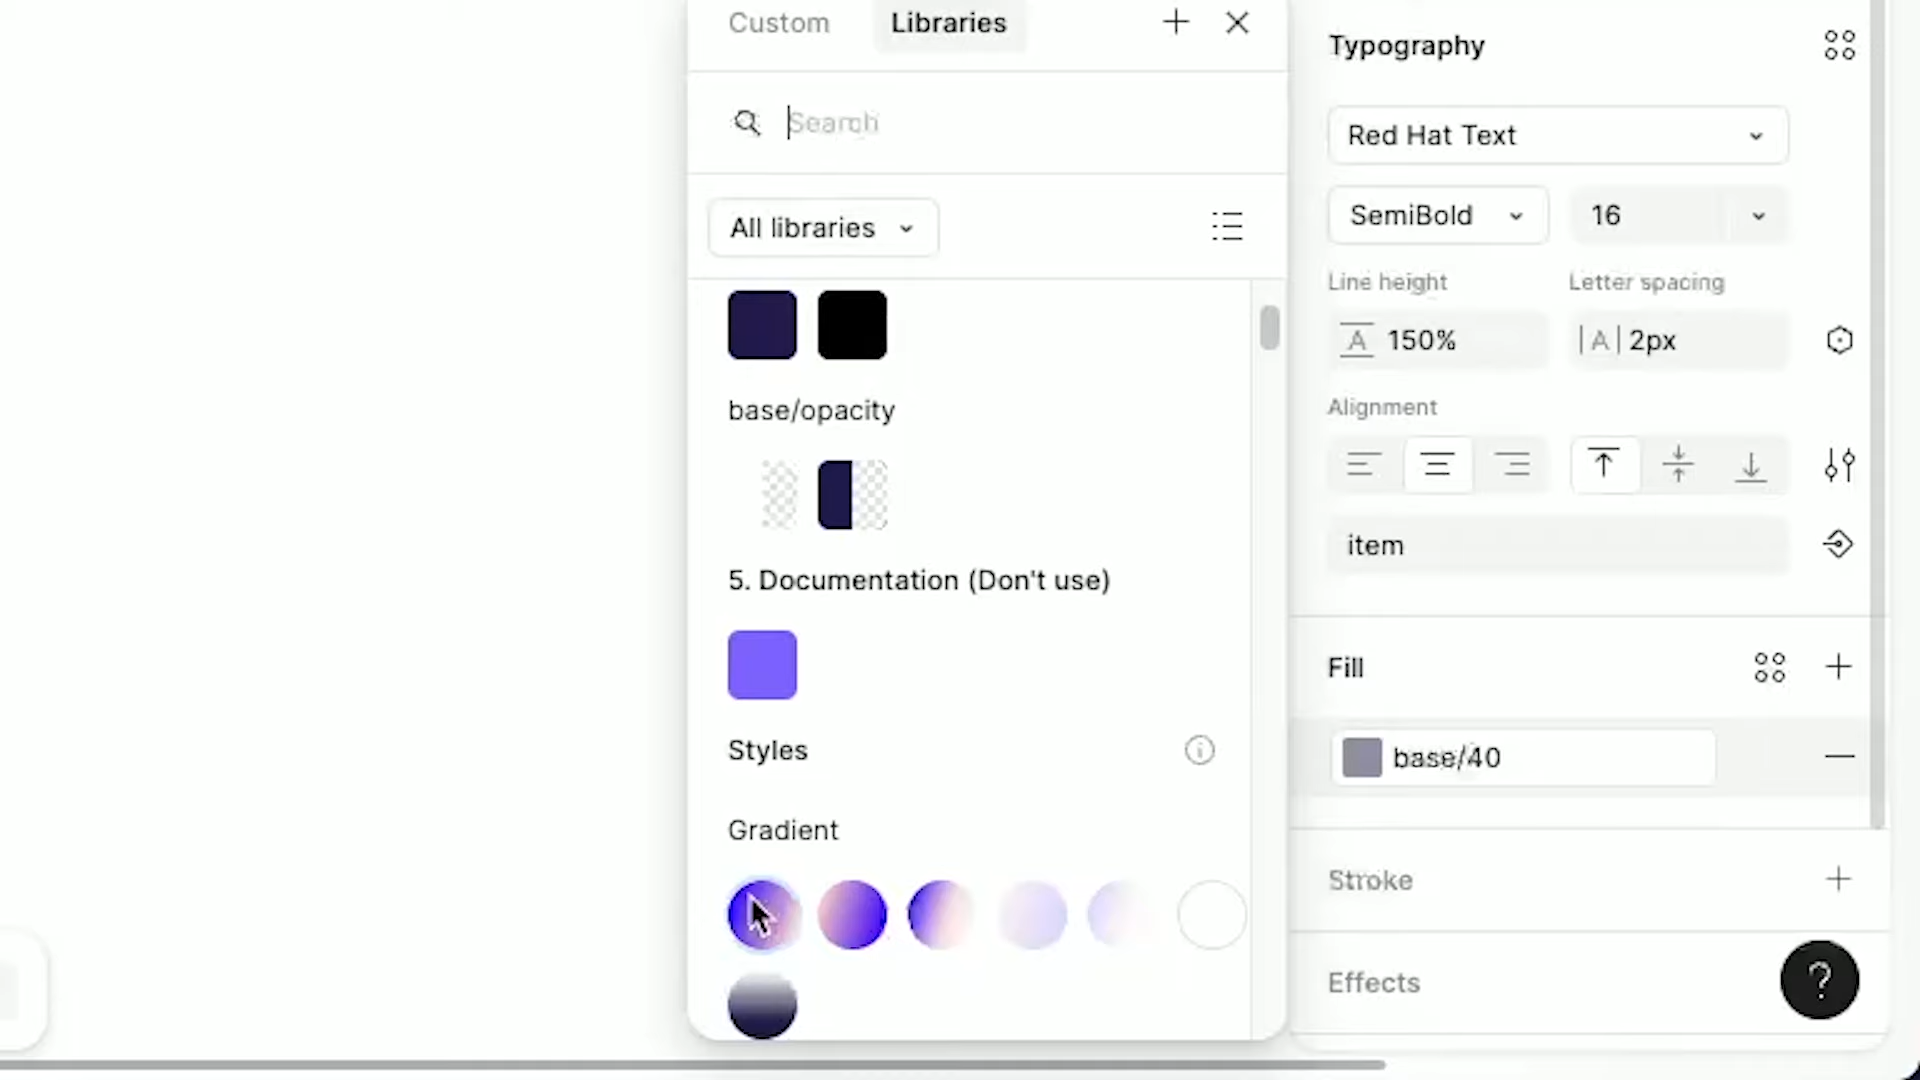 Custom
Libraries
Search
All libraries
base/opacity
5. Documentation (Don't use)
Styles
Gradient
Typography
Red Hat Text
SemiBold
16
Line height
Letter spacing
A 150%
|A| 2px
Alignment
item
Fill
base/40
Stroke
Effects
?